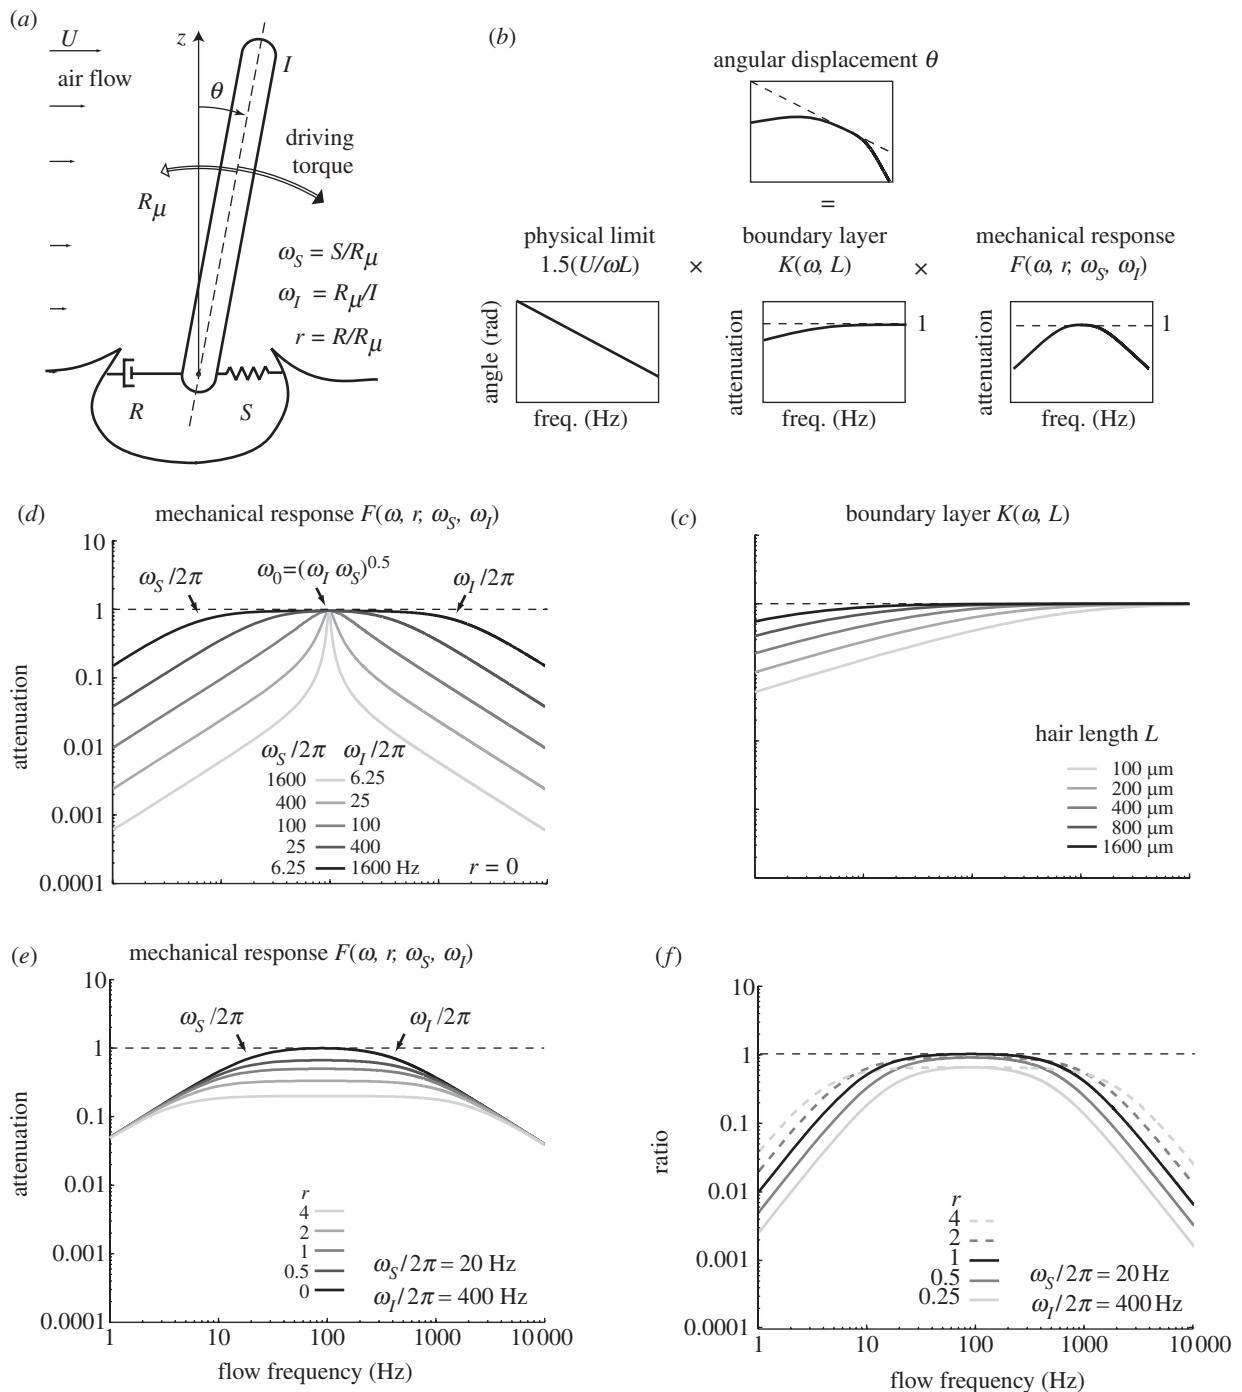 (a)
U
air flow
z
θ
I
driving
torque
Rμ
ω_S = S/Rμ
ω_I = Rμ/I
r = R/Rμ
R
S
(b)
angular displacement θ
=
physical limit
1.5(U/ωL)
×
boundary layer
K(ω, L)
×
mechanical response
F(ω, r, ω_S, ω_I)
angle (rad)
freq. (Hz)
attenuation
1
freq. (Hz)
attenuation
1
freq. (Hz)
(d)
mechanical response F(ω, r, ω_S, ω_I)
10
1
0.1
0.01
0.001
0.0001
attenuation
ω_S/2π
ω_0=(ω_I ω_S)^0.5
ω_I/2π
ω_S/2π ω_I/2π
1600 6.25
400 25
100 100
25 400
6.25 1600 Hz
r = 0
(c)
boundary layer K(ω, L)
hair length L
100 μm
200 μm
400 μm
800 μm
1600 μm
(e)
mechanical response F(ω, r, ω_S, ω_I)
10
1
0.1
0.01
0.001
0.0001
attenuation
ω_S/2π
ω_I/2π
r
4
2
1
0.5
0
ω_S/2π = 20 Hz
ω_I/2π = 400 Hz
1 10 100 1000 10 000
flow frequency (Hz)
(f)
10
1
0.1
0.01
0.001
0.0001
ratio
r
4
2
1
0.5
0.25
ω_S/2π = 20 Hz
ω_I/2π = 400 Hz
1 10 100 1000 10 000
flow frequency (Hz)